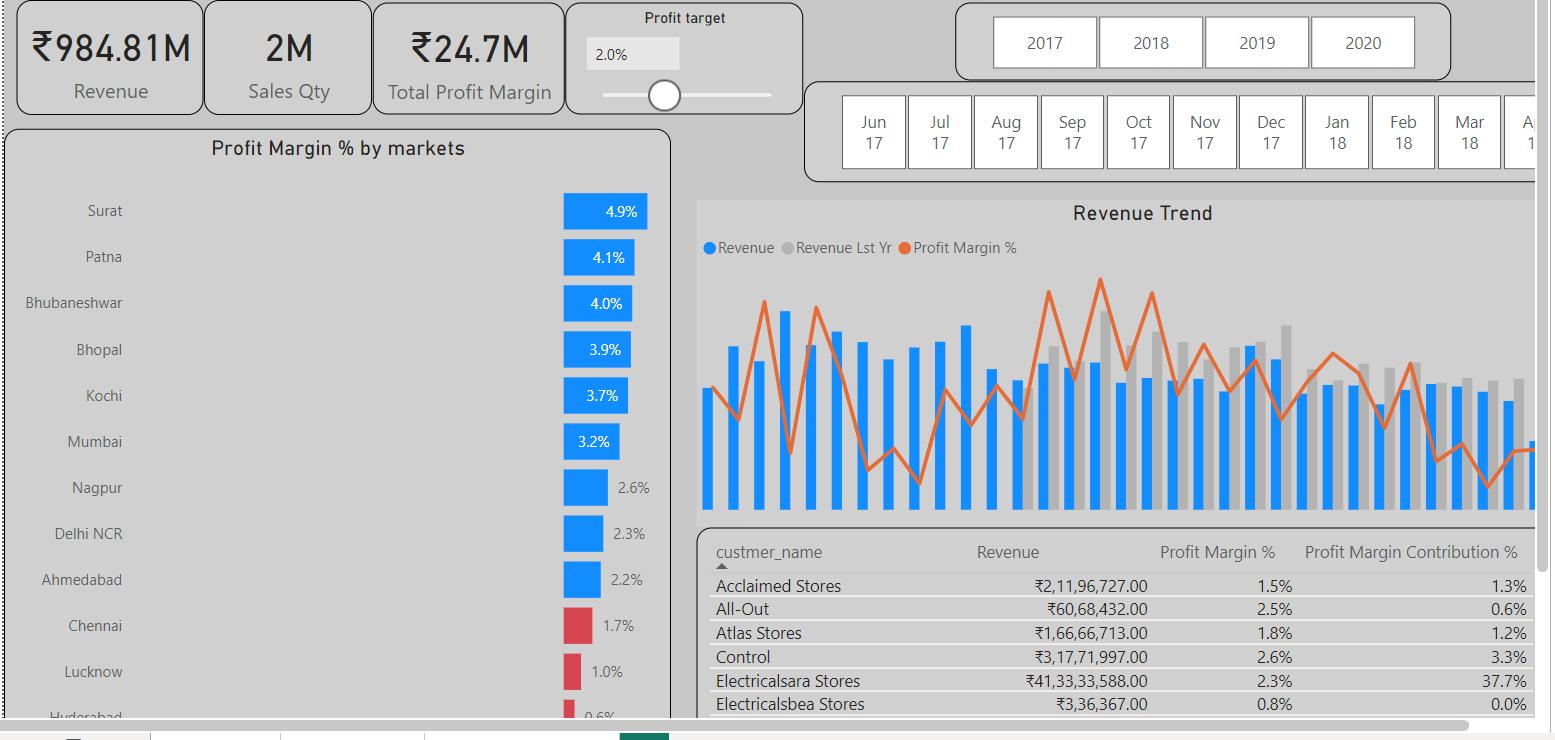 ₹984.81M
Revenue
2M
Sales Qty
₹24.7M
Total Profit Margin
Profit target
2.0%
2017 2018 2019 2020
Jun 17 Jul 17 Aug 17 Sep 17 Oct 17 Nov 17 Dec 17 Jan 18 Feb 18 Mar 18
Profit Margin % by markets
Surat 4.9%
Patna 4.1%
Bhubaneshwar 4.0%
Bhopal 3.9%
Kochi 3.7%
Mumbai 3.2%
Nagpur 2.6%
Delhi NCR 2.3%
Ahmedabad 2.2%
Chennai 1.7%
Lucknow 1.0%
Hyderabad 0.6%
Revenue Trend
Revenue Revenue Lst Yr Profit Margin %
custmer_name Revenue Profit Margin % Profit Margin Contribution %
Acclaimed Stores ₹2,11,96,727.00 1.5% 1.3%
All-Out ₹60,68,432.00 2.5% 0.6%
Atlas Stores ₹1,66,66,713.00 1.8% 1.2%
Control ₹3,17,71,997.00 2.6% 3.3%
Electricalsara Stores ₹41,33,33,588.00 2.3% 37.7%
Electricalsbea Stores ₹3,36,367.00 0.8% 0.0%